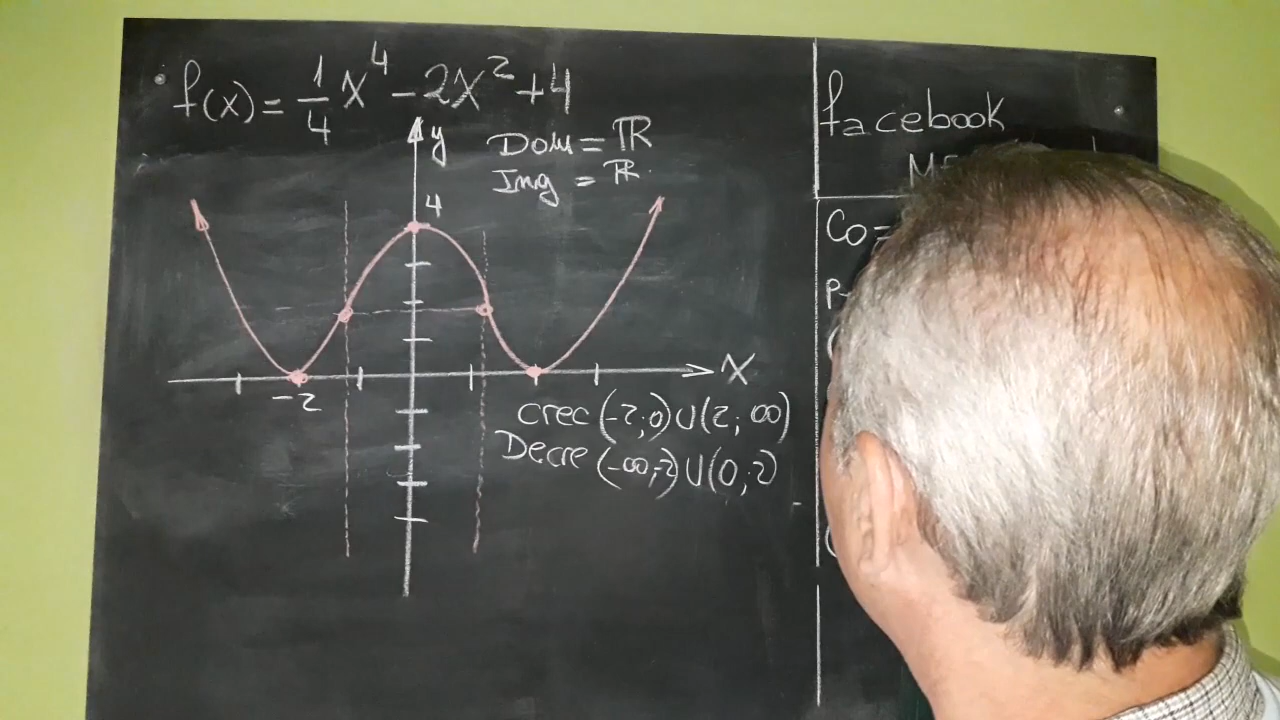 f(x) = 1/4 x⁴ - 2x² + 4
y
Dom = ℝ
Img = ℝ
4
X
-2
crec (-2; 0) U (2; ∞)
Decre (-∞; -2) U (0; 2)
facebook
Co=